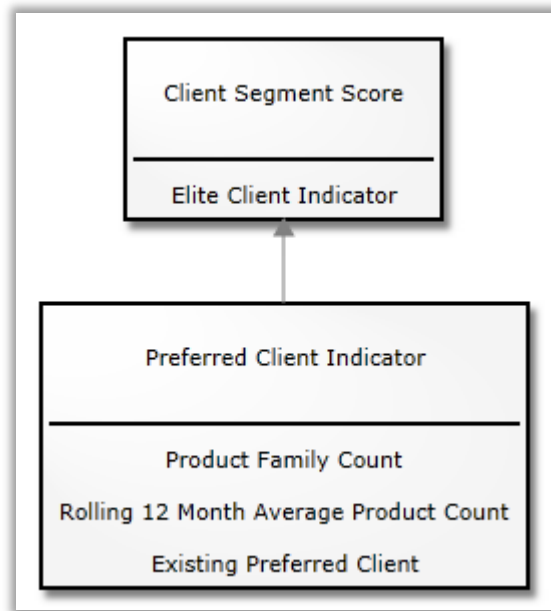 Client Segment Score
Elite Client Indicator
Preferred Client Indicator
Product Family Count
Rolling 12 Month Average Product Count
Existing Preferred Client